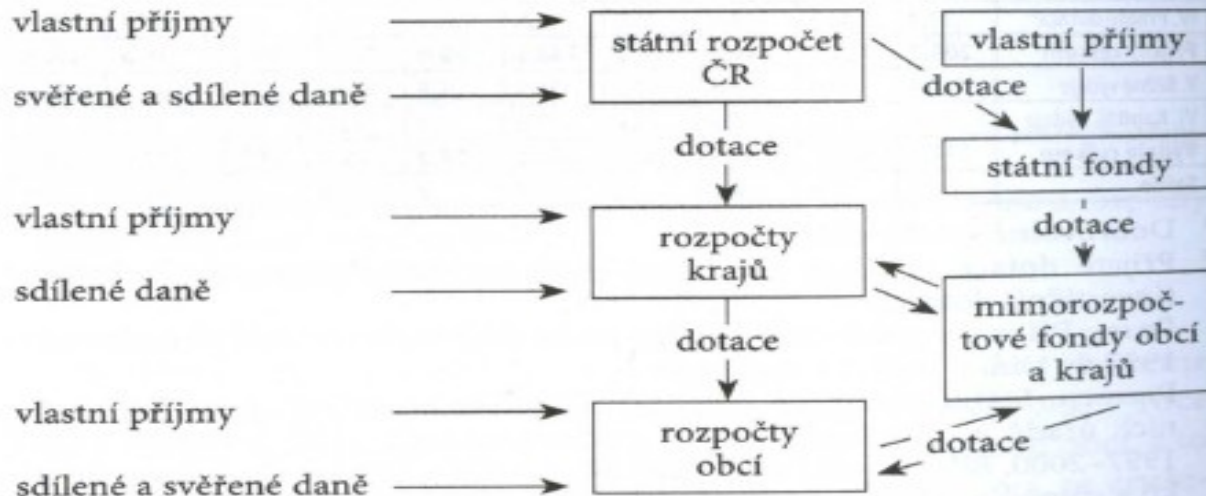 vlastní příjmy
svěřené a sdílené daně
státní rozpočet
ČR
vlastní příjmy
dotace
dotace
státní fondy
vlastní příjmy
sdílené daně
rozpočty
krajů
dotace
dotace
mimorozpoč-
tové fondy obcí
a krajů
vlastní příjmy
sdílené a svěřené daně
rozpočty
obcí
dotace